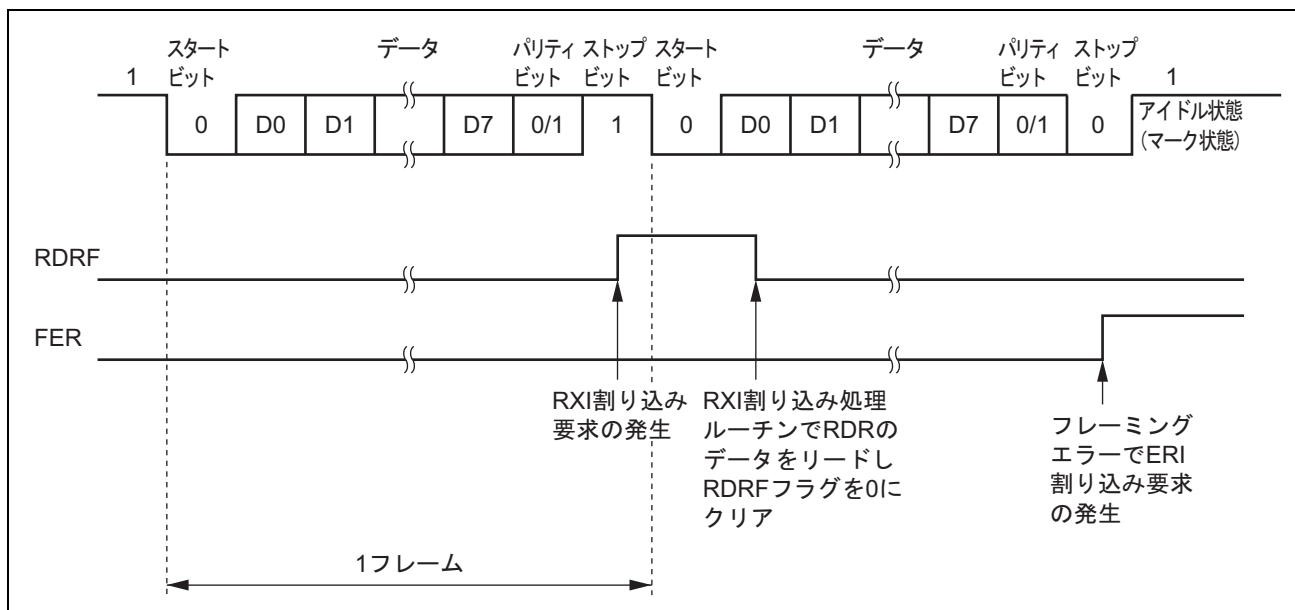 スタート
ビット
データ
パリティ
ビット
ストップ
ビット
スタート
ビット
データ
パリティ
ビット
ストップ
ビット
1
1
0
D0
D1
D7
0/1
1
0
D0
D1
D7
0/1
0
アイドル状態
(マーク状態)
RDRF
FER
RXI割り込み
要求の発生
RXI割り込み処理
ルーチンでRDRの
データをリードし
RDRFフラグを0に
クリア
フレーミング
エラーでERI
割り込み要求
の発生
1フレーム